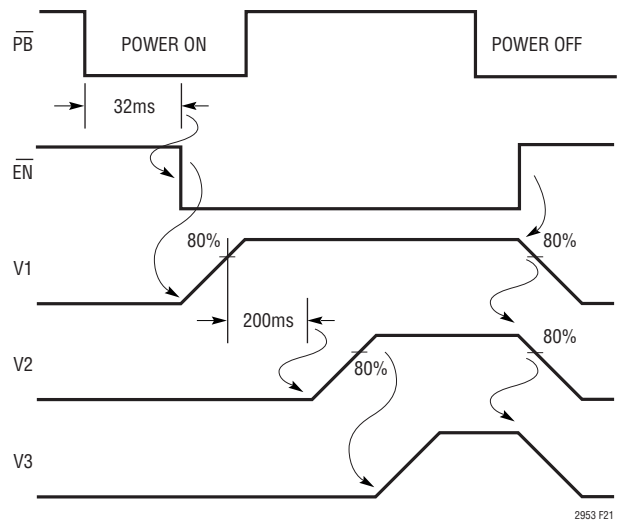 PB POWER ON POWER OFF
32ms
EN
80% 80%
V1
200ms
V2 80% 80%
V3
2953 F21